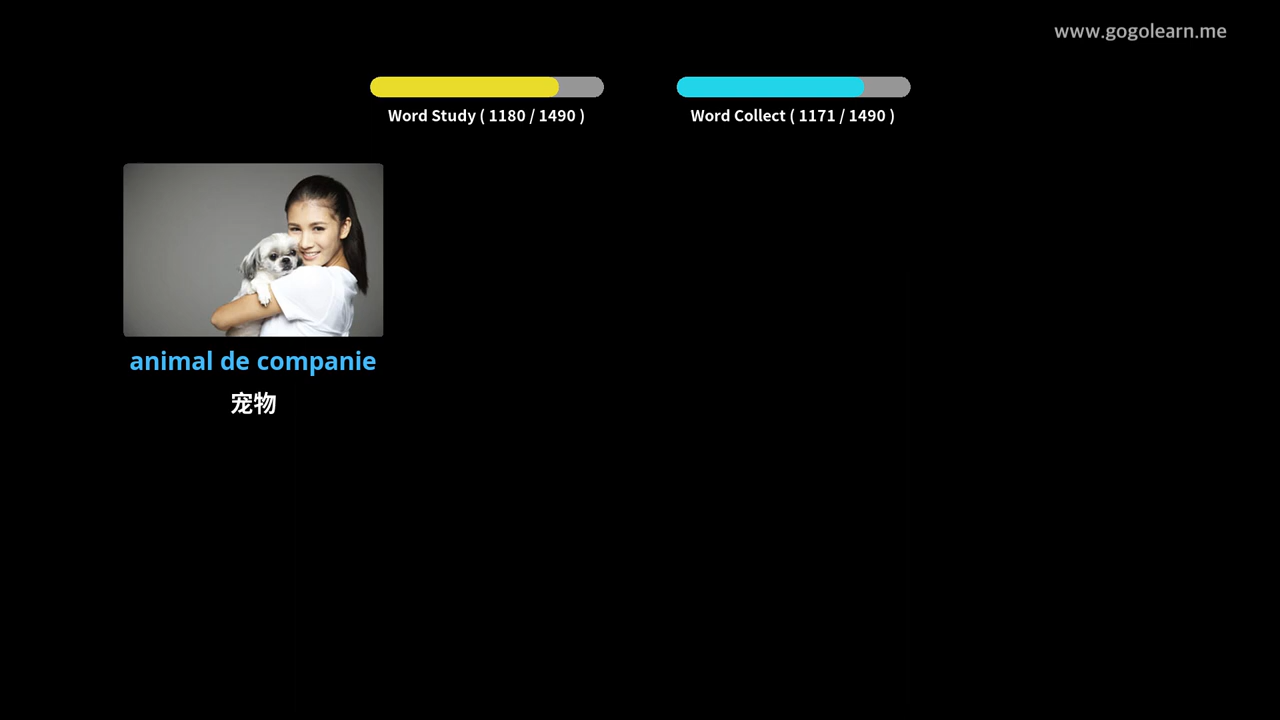 www.gogolearn.me
Word Study ( 1180 / 1490 )
Word Collect ( 1171 / 1490 )
animal de companie
宠物